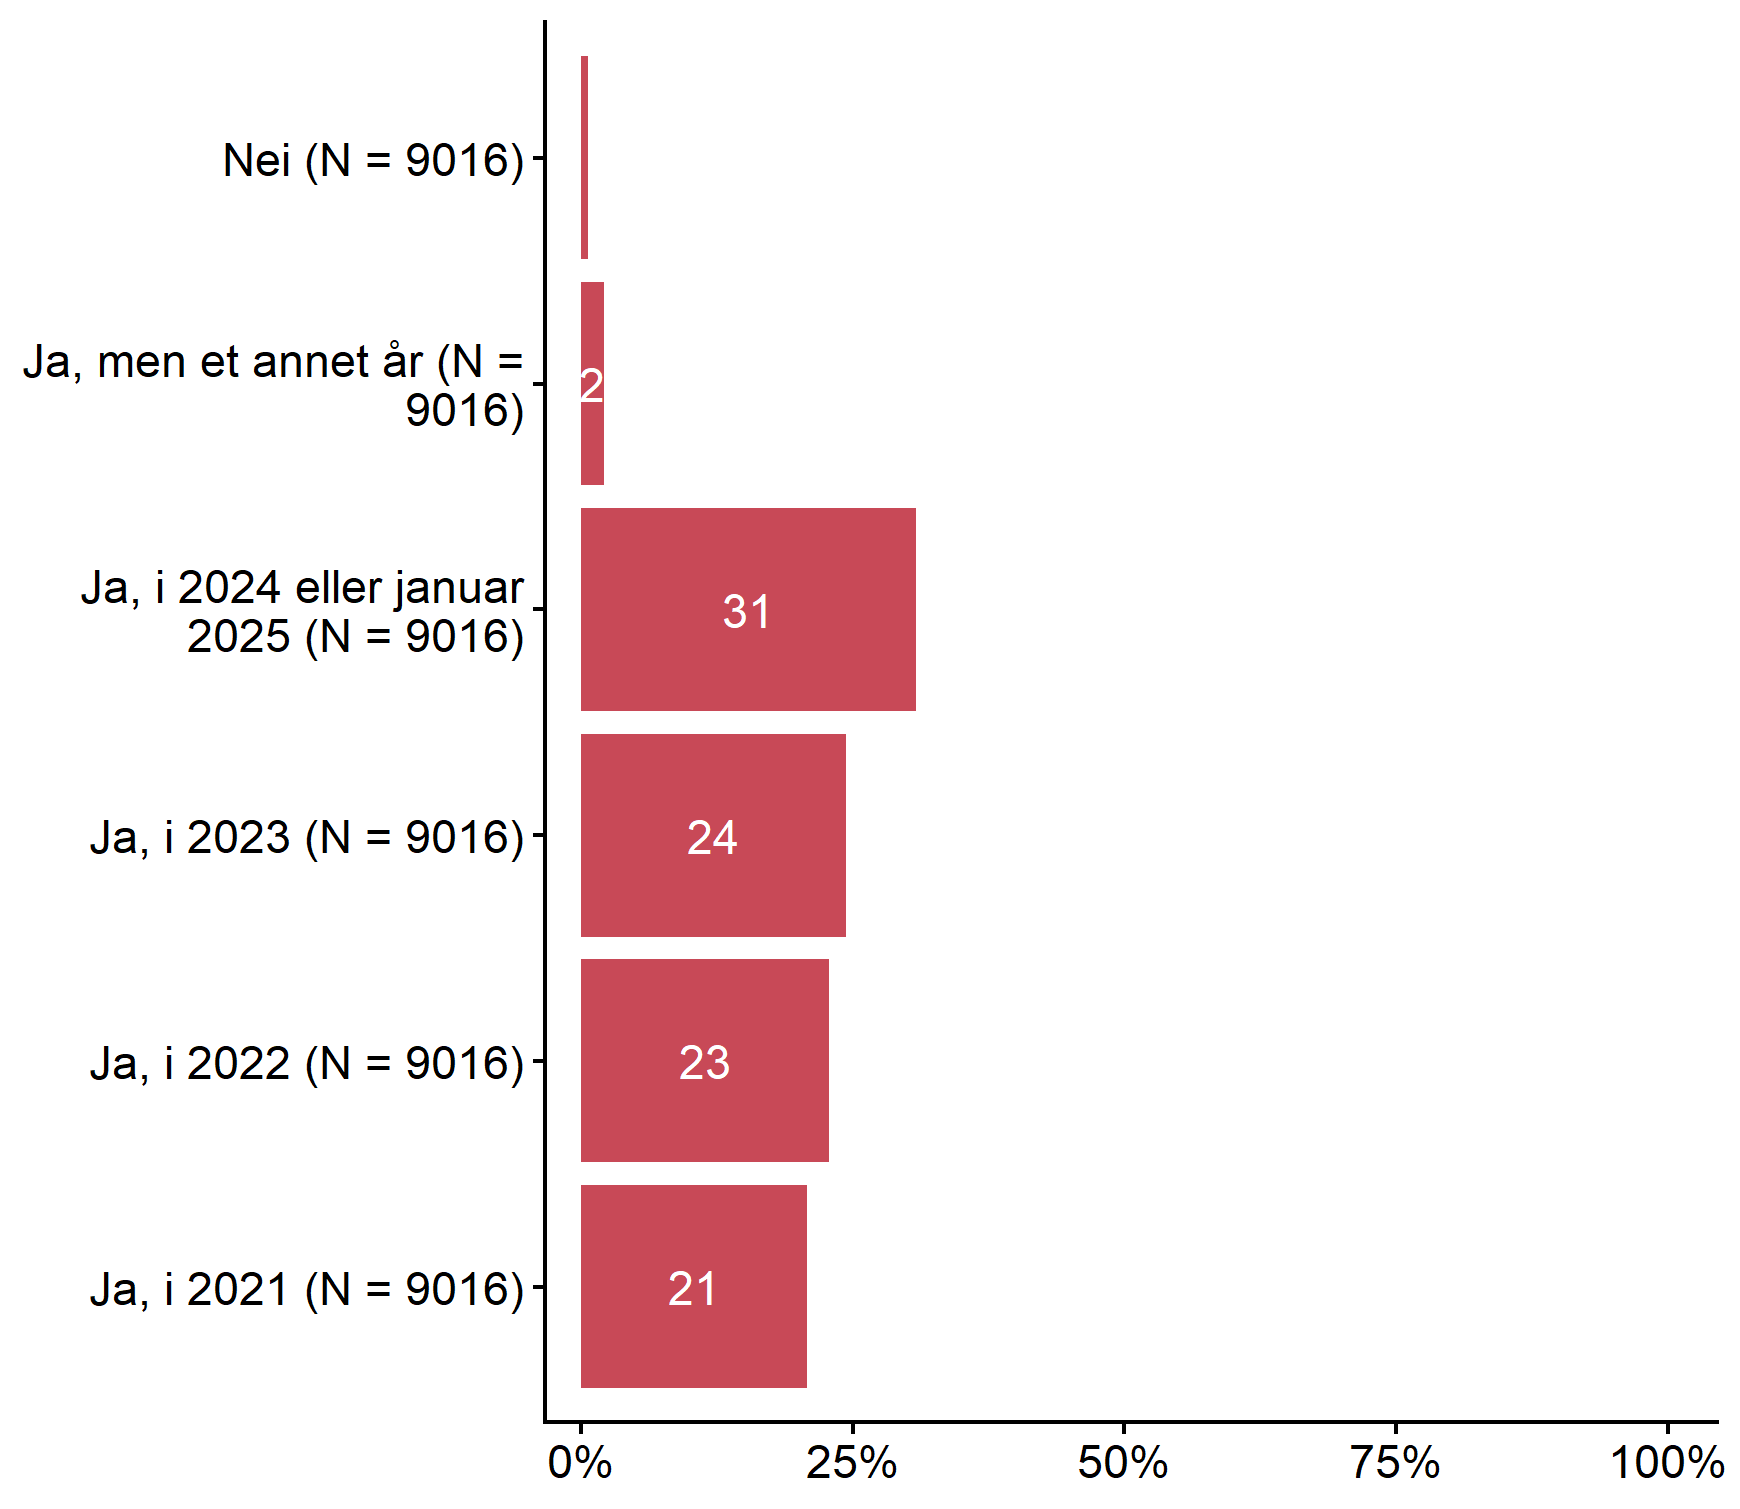 Nei (N = 9016)
Ja, men et annet år (N =
9016)
2
Ja, i 2024 eller januar
2025 (N = 9016)
31
Ja, i 2023 (N = 9016)
24
Ja, i 2022 (N = 9016)
23
Ja, i 2021 (N = 9016)
21
0% 25% 50% 75% 100%